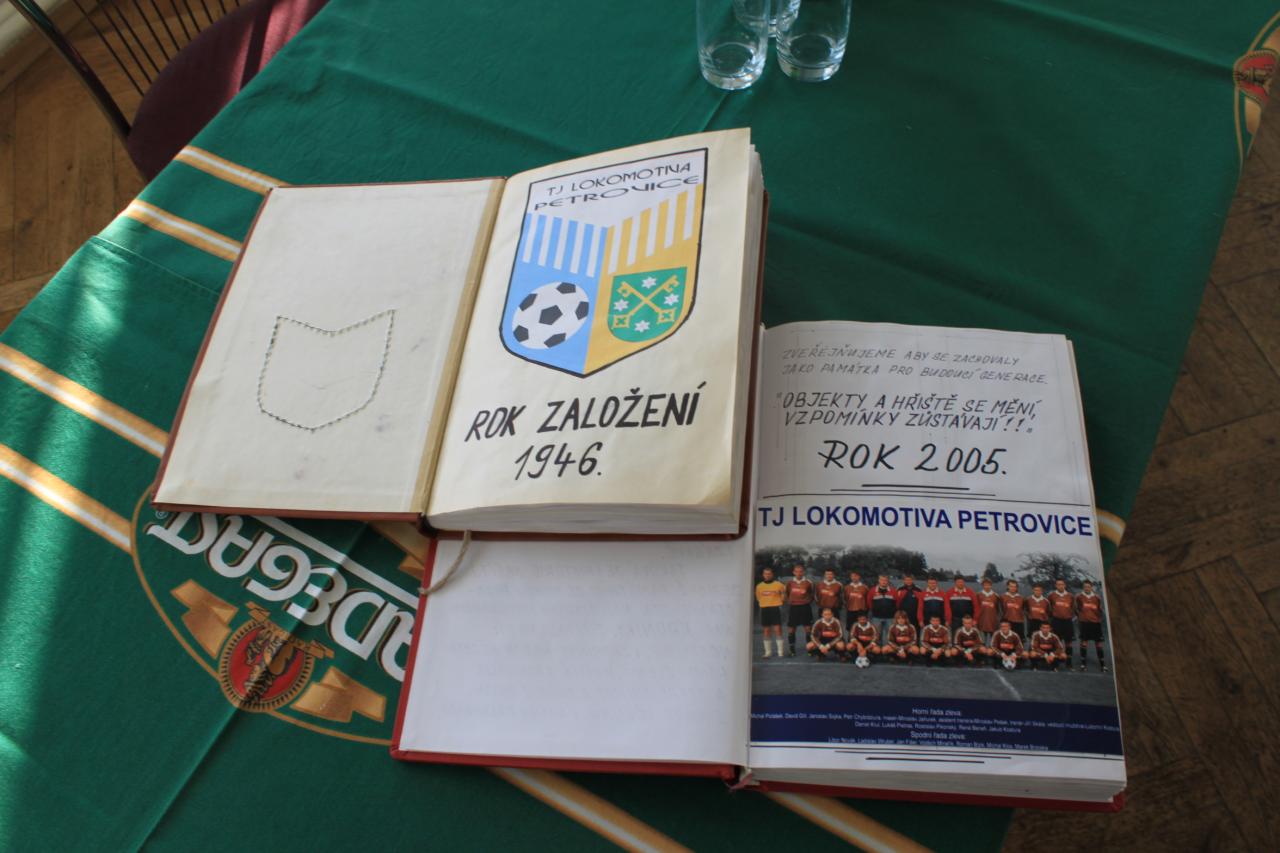 TJ LOKOMOTIVA
PETROVICE
ROK ZALOŽENÍ
1946.
ZVEŘEJŇUJEME ABY SE ZACHOVALY
JAKO PAMÁTKA PRO BUDOUCÍ GENERACE.
"OBJEKTY A HŘIŠTĚ SE MĚNÍ,
VZPOMÍNKY ZŮSTAVAJÍ!!"
ROK 2005.
TJ LOKOMOTIVA PETROVICE
Horní řada zleva:
Spodní řada zleva:
RADEGAST®